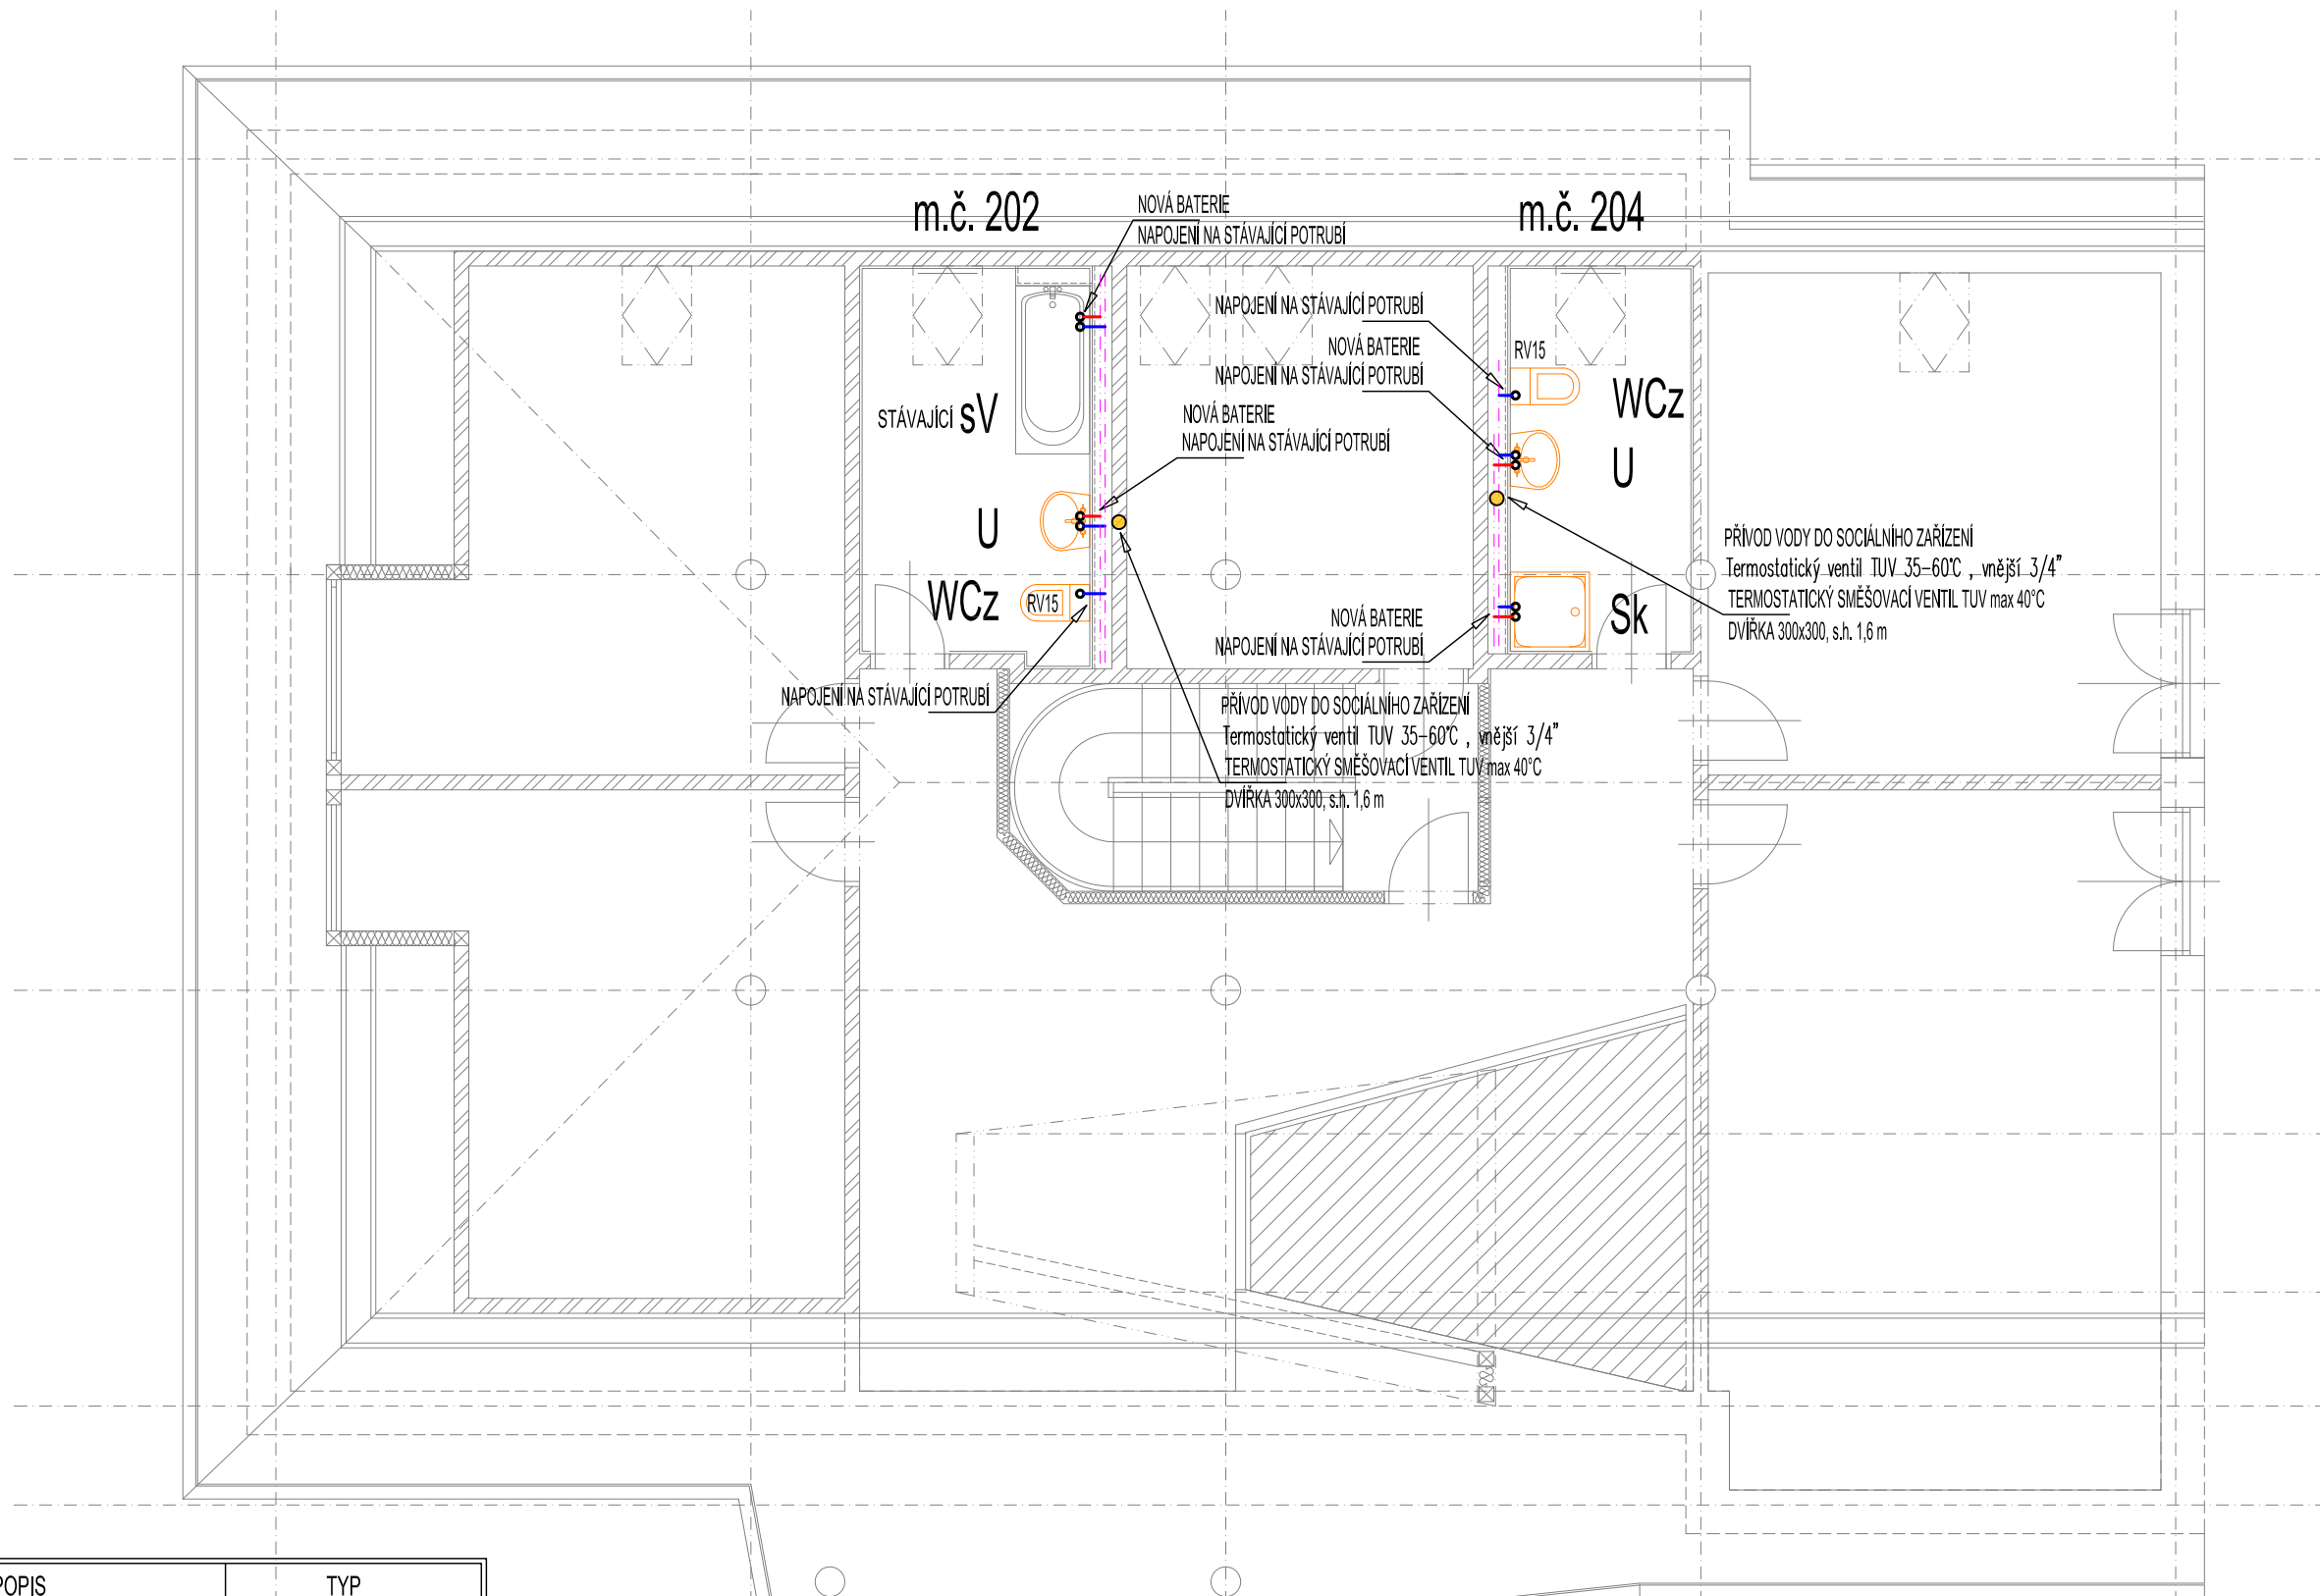 m.č. 202
NOVÁ BATERIE
NAPOJENÍ NA STÁVAJÍCÍ POTRUBÍ
m.č. 204
NAPOJENÍ NA STÁVAJÍCÍ POTRUBÍ
NOVÁ BATERIE
NAPOJENÍ NA STÁVAJÍCÍ POTRUBÍ
RV15
WCz
STÁVAJÍCÍ sV
NOVÁ BATERIE
NAPOJENÍ NA STÁVAJÍCÍ POTRUBÍ
U
U
PŘÍVOD VODY DO SOCIÁLNÍHO ZAŘÍZENÍ
Termostatický ventil TUV 35-60°C , vnější 3/4"
TERMOSTATICKÝ SMĚŠOVACÍ VENTIL TUV max 40°C
DVÍŘKA 300x300, s.h. 1,6 m
WCz
RV15
NOVÁ BATERIE
NAPOJENÍ NA STÁVAJÍCÍ POTRUBÍ
Sk
NAPOJENÍ NA STÁVAJÍCÍ POTRUBÍ
PŘÍVOD VODY DO SOCIÁLNÍHO ZAŘÍZENÍ
Termostatický ventil TUV 35-60°C , vnější 3/4"
TERMOSTATICKÝ SMĚŠOVACÍ VENTIL TUV max 40°C
DVÍŘKA 300x300, s.h. 1,6 m
POPIS
TYP